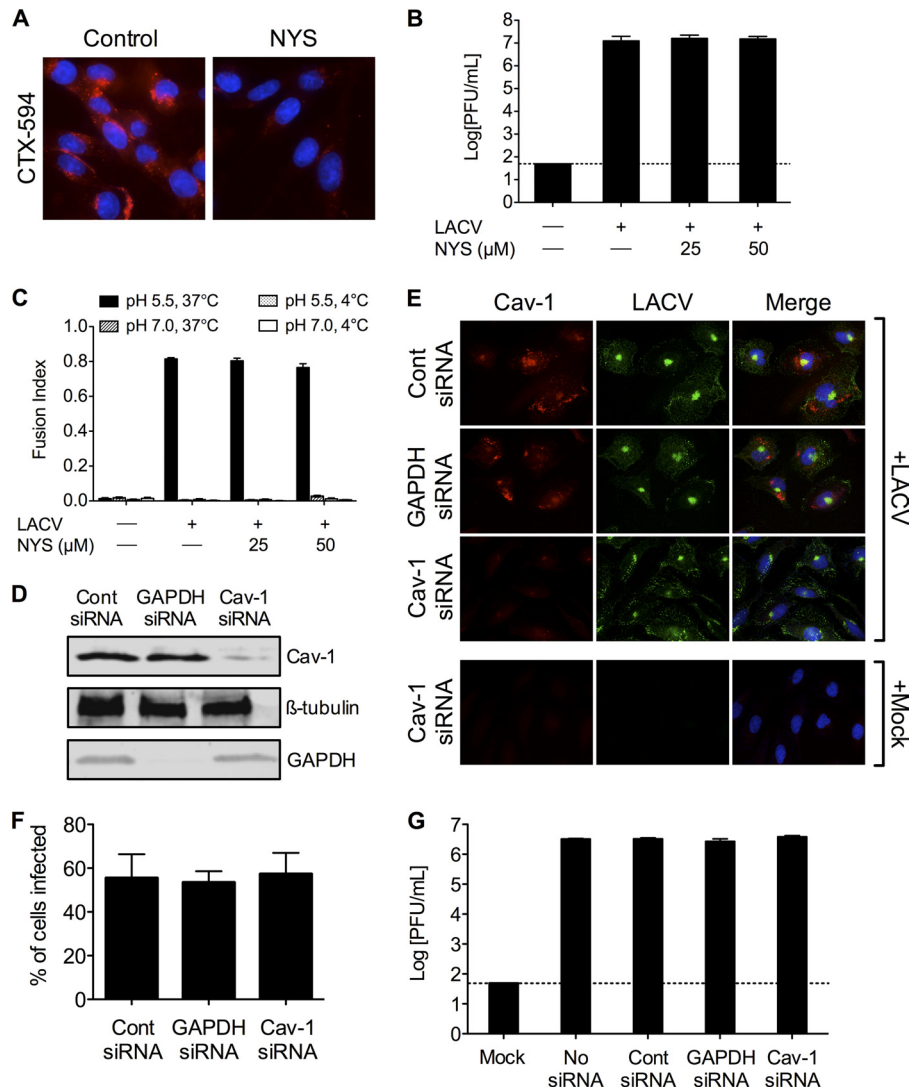 A
Control NYS
CTX-594
B
Log[PFU/mL]
8
7
6
5
4
3
2
1
LACV — + + +
NYS (µM) — — 25 50
C
pH 5.5, 37°C pH 5.5, 4°C
pH 7.0, 37°C pH 7.0, 4°C
Fusion Index
1.0
0.8
0.6
0.4
0.2
0.0
LACV — + + +
NYS (µM) — — 25 50
D
Cont siRNA GAPDH siRNA Cav-1 siRNA
Cav-1
ß-tubulin
GAPDH
E
Cav-1 LACV Merge
Cont siRNA
GAPDH siRNA
Cav-1 siRNA
+LACV
Cav-1 siRNA
+Mock
F
% of cells infected
80
60
40
20
0
Cont siRNA GAPDH siRNA Cav-1 siRNA
G
Log [PFU/mL]
7
6
5
4
3
2
1
0
Mock No siRNA Cont siRNA GAPDH siRNA Cav-1 siRNA